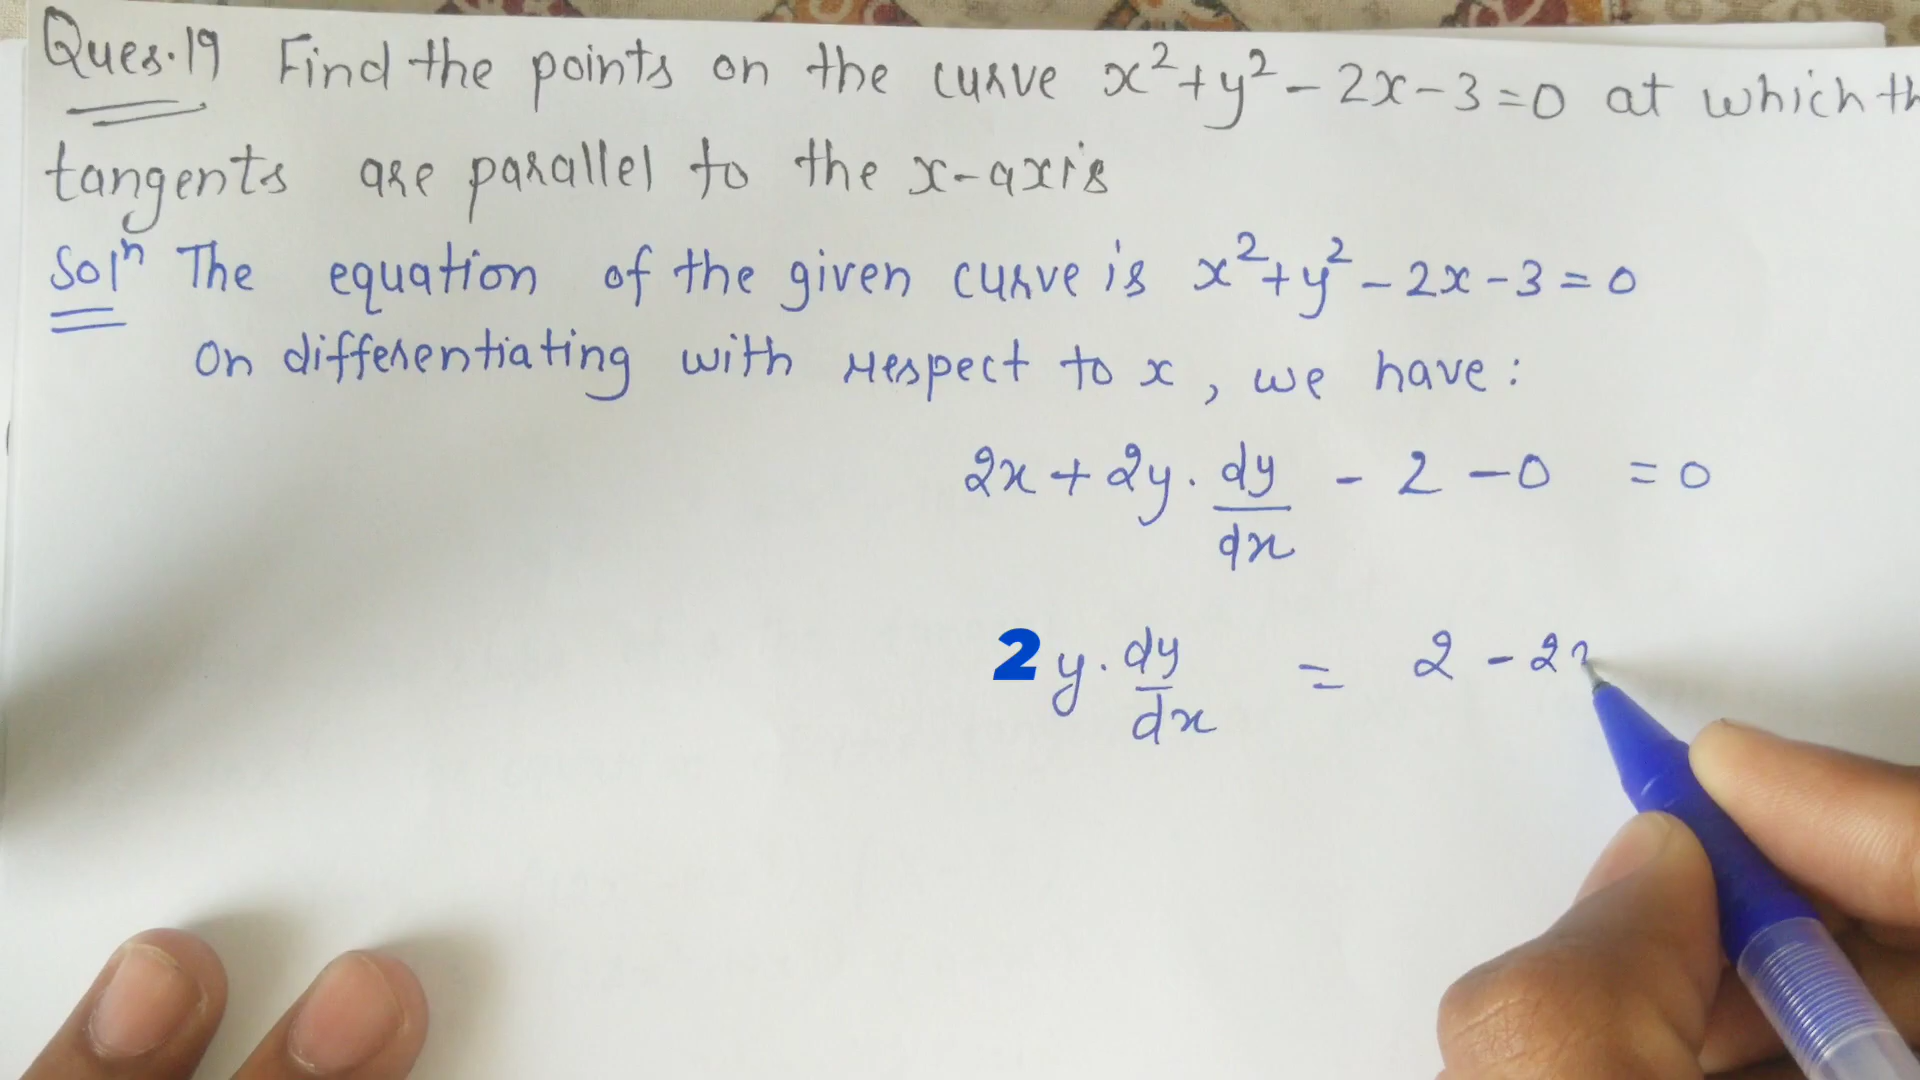 Ques.19 Find the points on the curve x²+y²-2x-3=0 at which th
tangents are parallel to the x-axis
Solⁿ The equation of the given curve is x²+y²-2x-3=0
On differentiating with respect to x, we have:
2x+2y. dy/dx - 2 - 0 = 0
2y. dy/dx = 2 - 2x